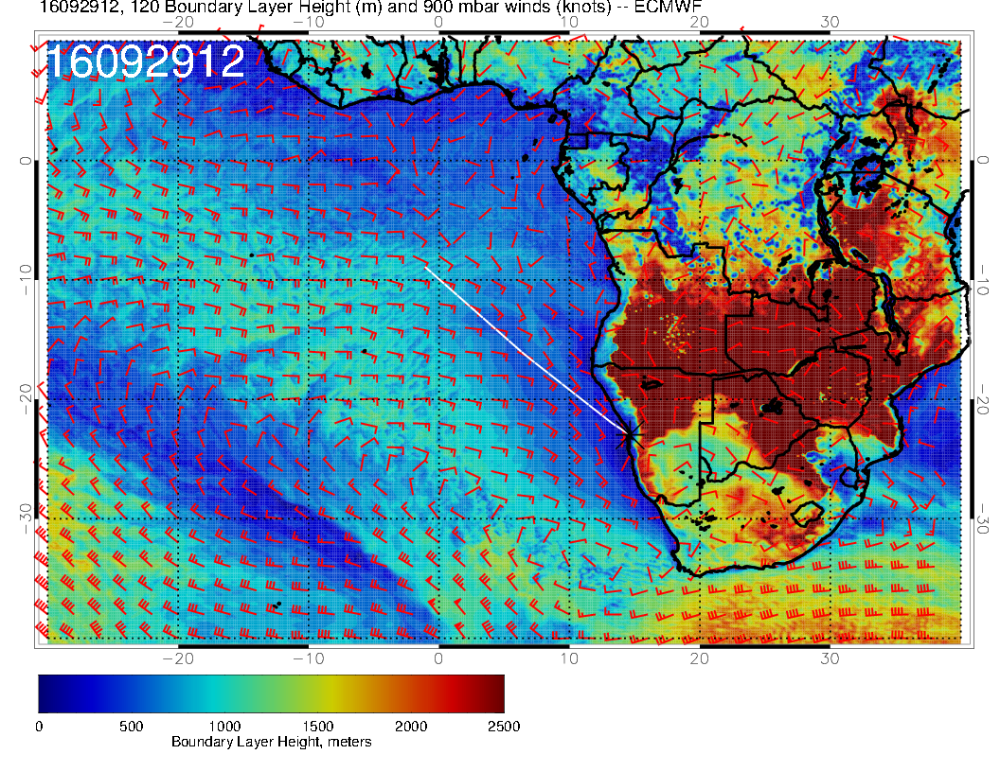 16092912, 120 Boundary Layer Height (m) and 900 mbar winds (knots) -- ECMWF
−20 −10 0 10 20 30
16092912
0 0
−10 −10
−20 −20
−30 −30
−20 −10 0 10 20 30
0 500 1000 1500 2000 2500
Boundary Layer Height, meters